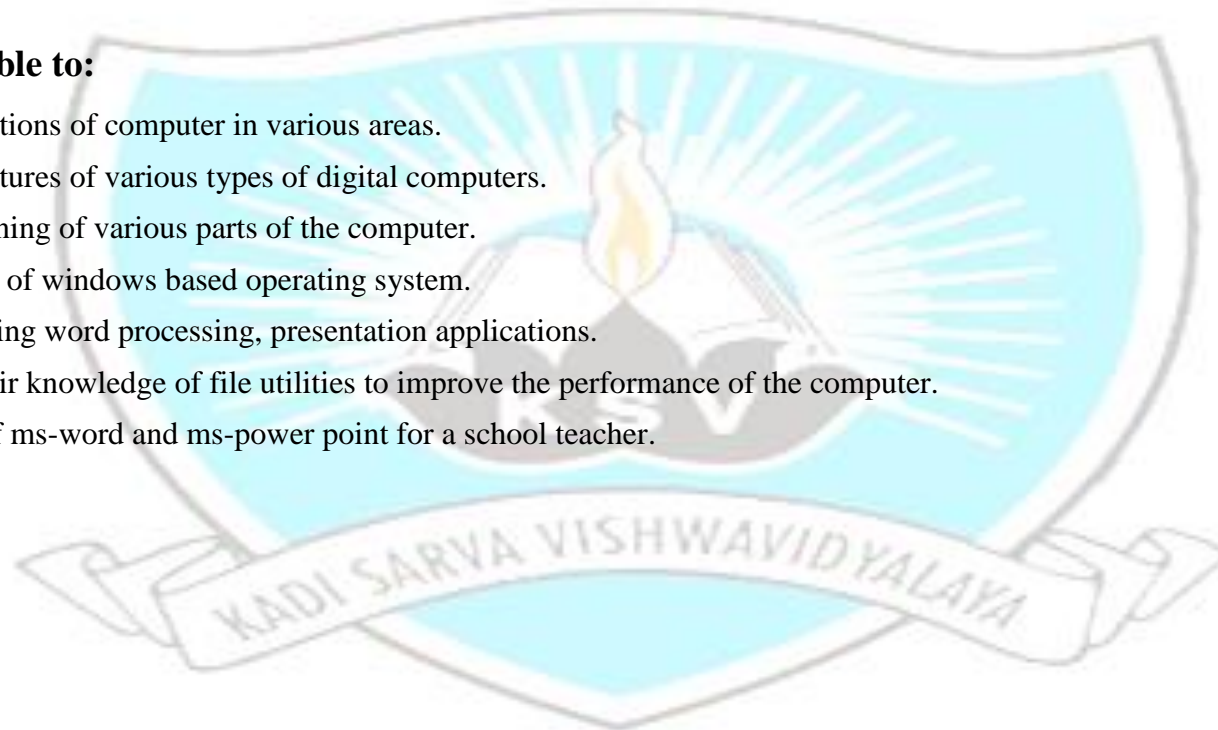 ble to:
tions of computer in various areas.
tures of various types of digital computers.
ning of various parts of the computer.
of windows based operating system.
ing word processing, presentation applications.
ir knowledge of file utilities to improve the performance of the computer.
f ms-word and ms-power point for a school teacher.
KSV
KADI SARVA VISHWAVIDYALAYA